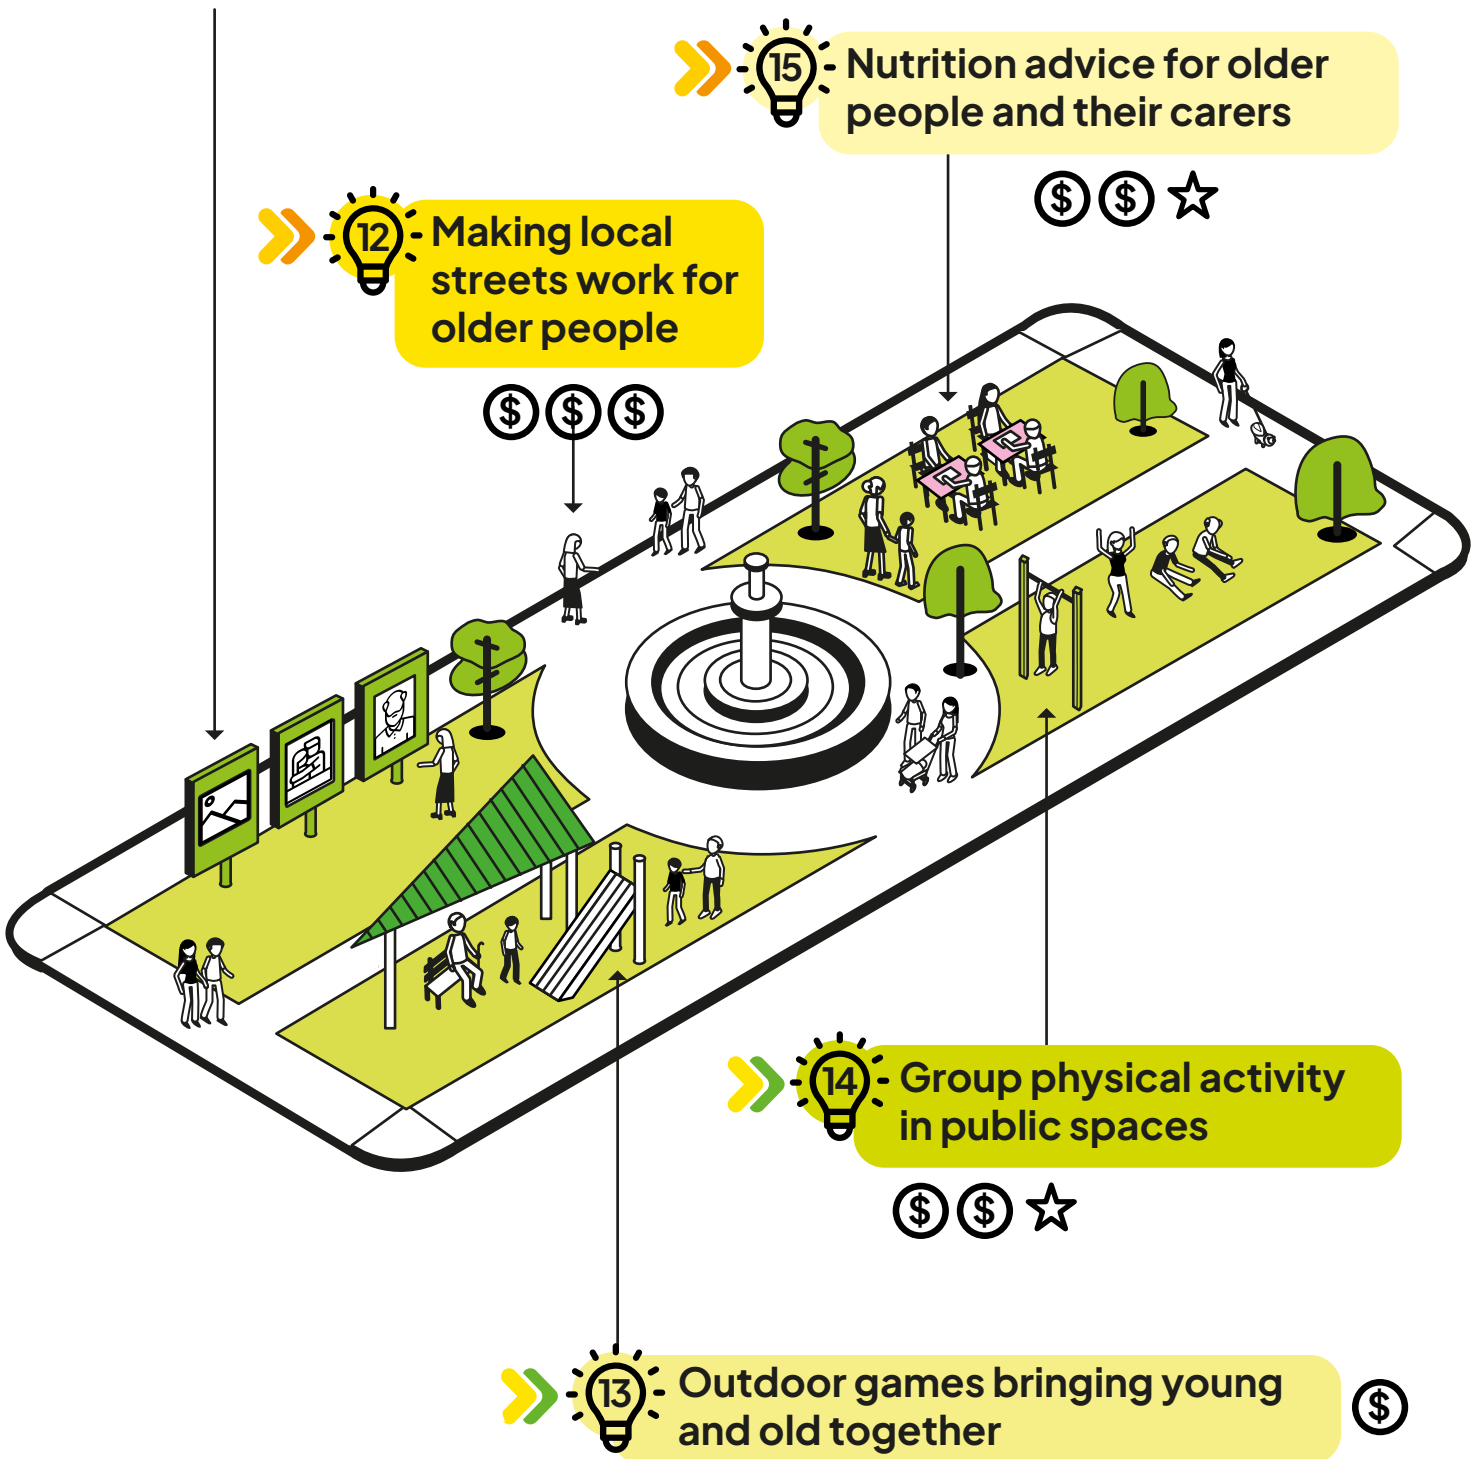 15
Nutrition advice for older
people and their carers
$ $
12
Making local
streets work for
older people
$ $ $
14
Group physical activity
in public spaces
$ $
13
Outdoor games bringing young
and old together
$